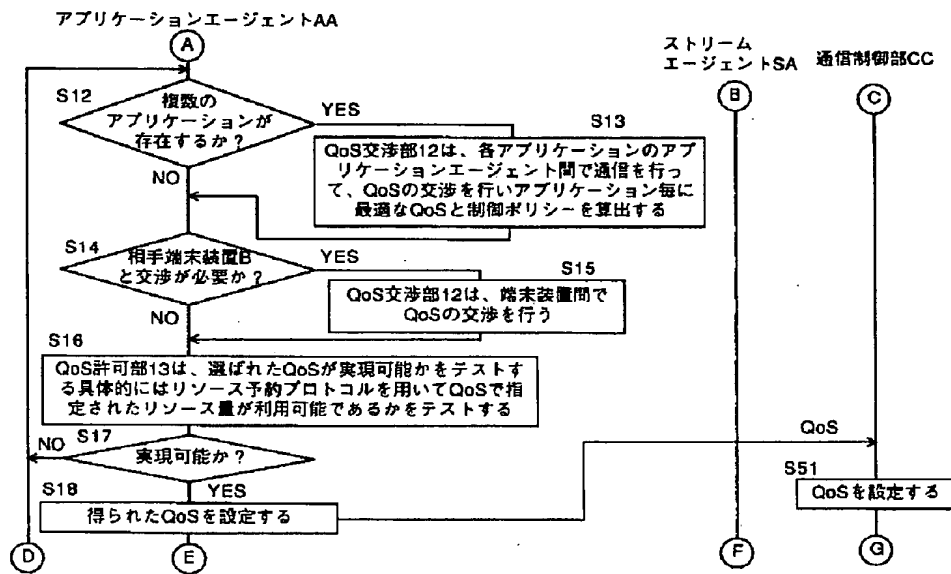 アプリケーションエージェントAA
A
ストリーム
エージェントSA
通信制御部CC
B
C
S12
複数の
アプリケーションが
存在するか?
YES
NO
S13
QoS交渉部12は、各アプリケーションのアプ
リケーションエージェント間で通信を行っ
て、QoSの交渉を行いアプリケーション毎に
最適なQoSと制御ポリシーを算出する
S14
相手端末装置B
と交渉が必要か?
YES
NO
S15
QoS交渉部12は、端末装置間で
QoSの交渉を行う
S16
QoS許可部13は、選ばれたQoSが実現可能かをテストす
る具体的にはリソース予約プロトコルを用いてQoSで指
定されたリソース量が利用可能であるかをテストする
S17
NO
実現可能か?
YES
QoS
S18
得られたQoSを設定する
S51
QoSを設定する
D
E
F
G